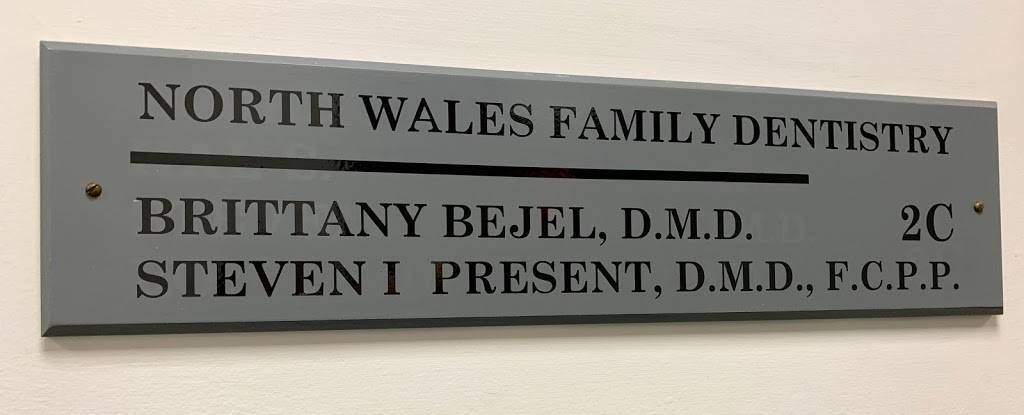 NORTH WALES FAMILY DENTISTRY
BRITTANY BEJEL, D.M.D. 2C
STEVEN I PRESENT, D.M.D., F.C.P.P.